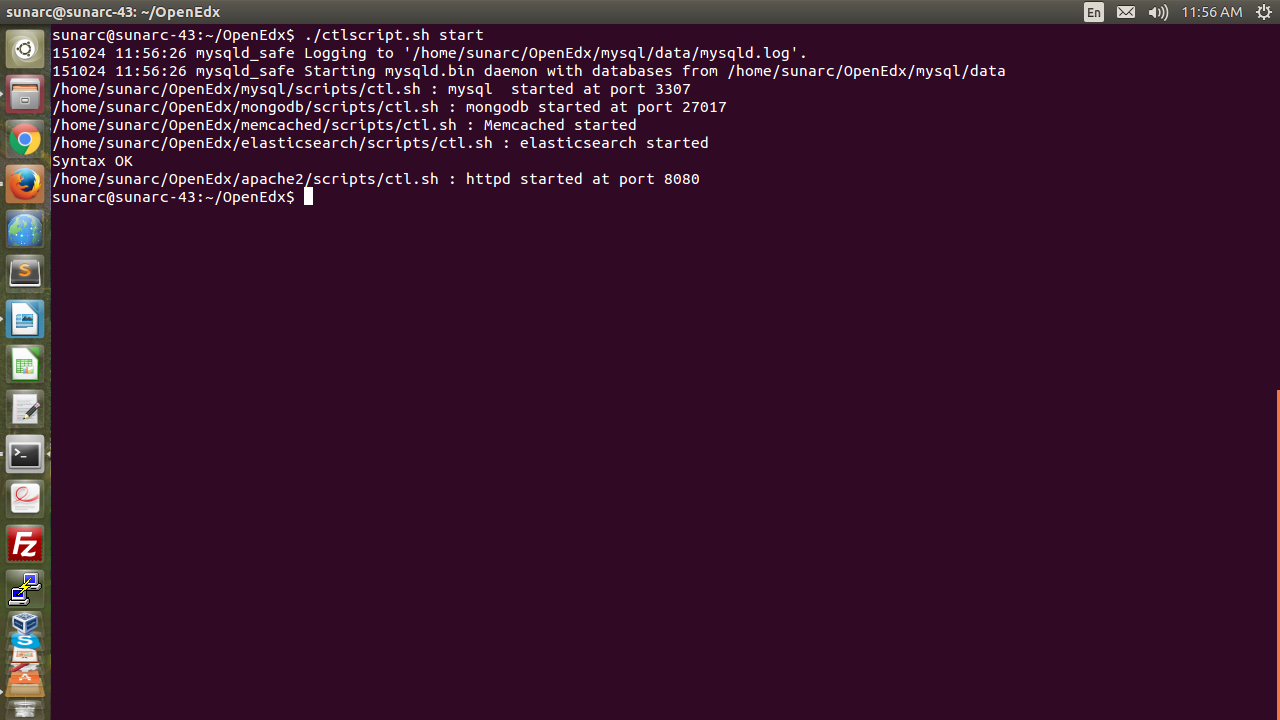 sunarc@sunarc-43: ~/OpenEdx
En
11:56 AM
sunarc@sunarc-43:~/OpenEdx$ ./ctlscript.sh start
151024 11:56:26 mysqld_safe Logging to '/home/sunarc/OpenEdx/mysql/data/mysqld.log'.
151024 11:56:26 mysqld_safe Starting mysqld.bin daemon with databases from /home/sunarc/OpenEdx/mysql/data
/home/sunarc/OpenEdx/mysql/scripts/ctl.sh : mysql  started at port 3307
/home/sunarc/OpenEdx/mongodb/scripts/ctl.sh : mongodb started at port 27017
/home/sunarc/OpenEdx/memcached/scripts/ctl.sh : Memcached started
/home/sunarc/OpenEdx/elasticsearch/scripts/ctl.sh : elasticsearch started
Syntax OK
/home/sunarc/OpenEdx/apache2/scripts/ctl.sh : httpd started at port 8080
sunarc@sunarc-43:~/OpenEdx$
S
>_
Fz
S
A